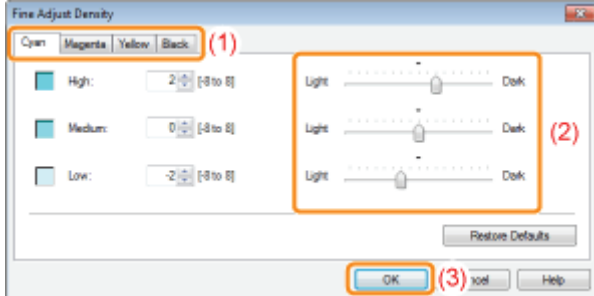 Fine Adjust Density
Cyan Magenta Yellow Black (1)
High: 2 [-8 to 8] Light Dark
Medium: 0 [-8 to 8] Light Dark (2)
Low: -2 [-8 to 8] Light Dark
Restore Defaults
OK (3) ncel Help